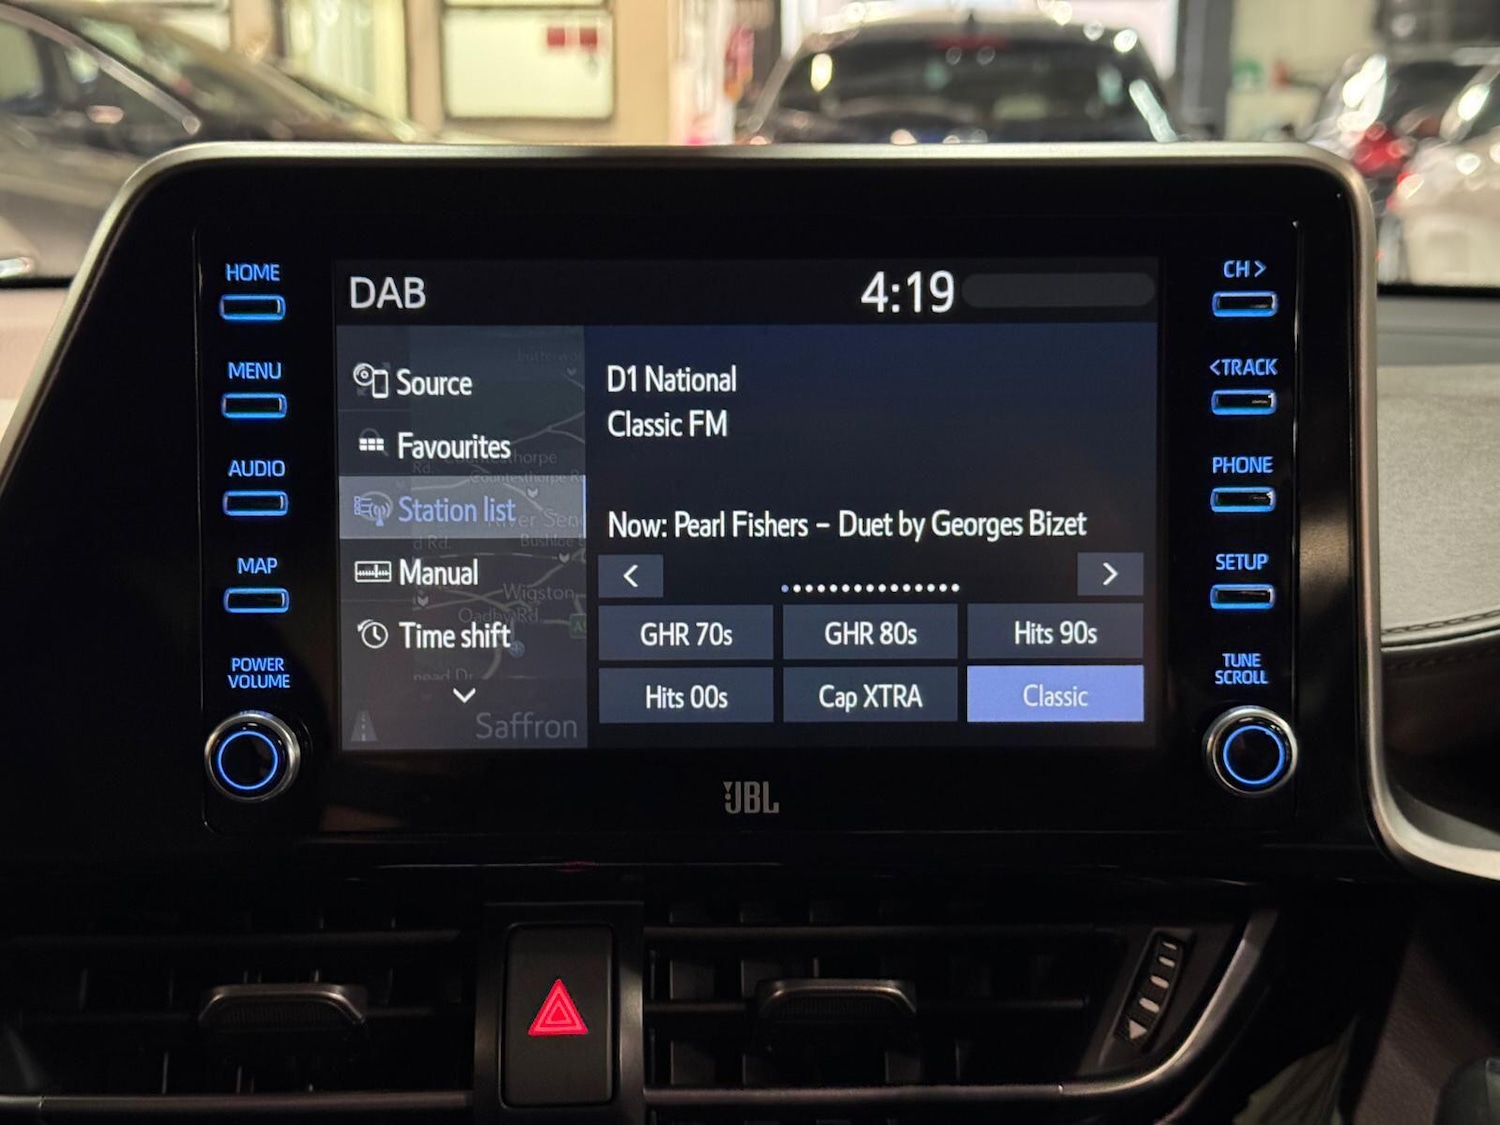 HOME
MENU
AUDIO
MAP
POWER
VOLUME
DAB
4:19
Source
Favourites
Station list
Manual
Time shift
Countesthorpe
Wigston
Saffron
D1 National
Classic FM
Now: Pearl Fishers – Duet by Georges Bizet
<
>
GHR 70s
GHR 80s
Hits 90s
Hits 00s
Cap XTRA
Classic
CH>
<TRACK
PHONE
SETUP
TUNE
SCROLL
JBL